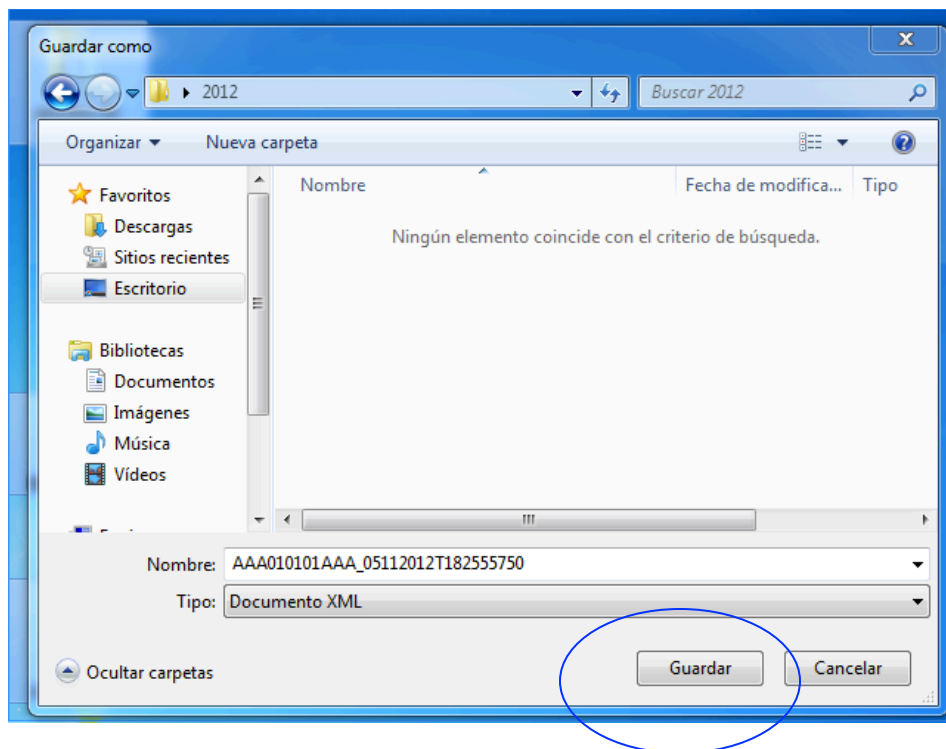 Guardar como
2012
Buscar 2012
Organizar
Nueva carpeta
Nombre
Fecha de modifica...
Tipo
Favoritos
Descargas
Sitios recientes
Escritorio
Ningún elemento coincide con el criterio de búsqueda.
Bibliotecas
Documentos
Imágenes
Música
Vídeos
Nombre: AAA010101AAA_05112012T182555750
Tipo: Documento XML
Ocultar carpetas
Guardar
Cancelar